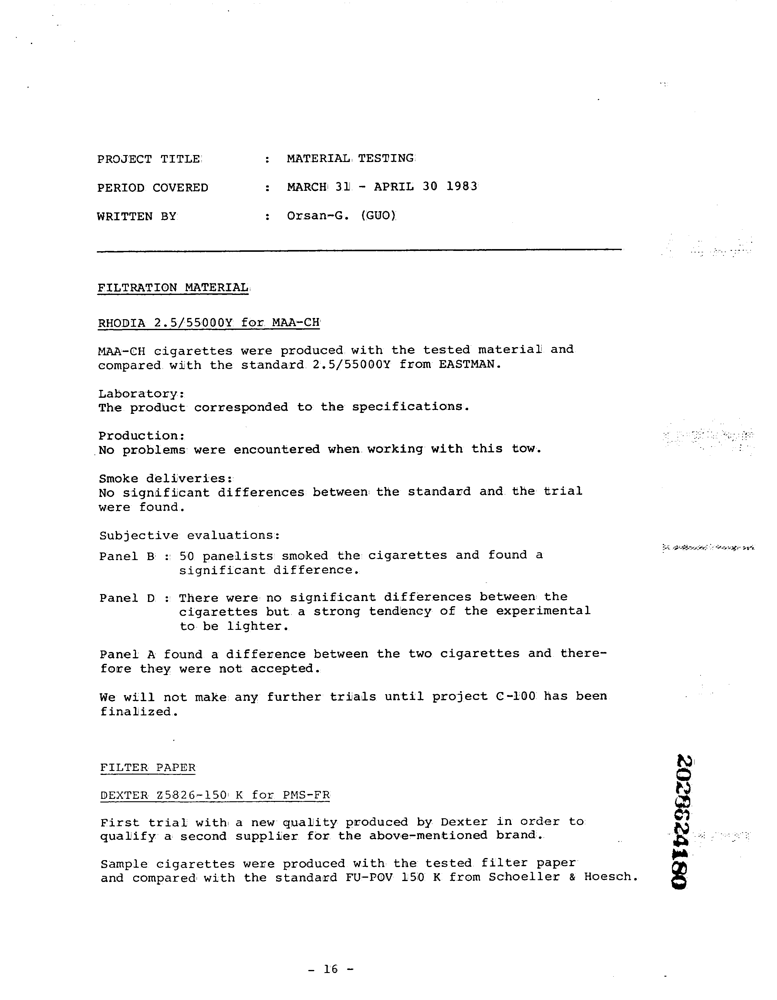 PROJECT TITLE : MATERIAL TESTING
PERIOD COVERED : MARCH 31 - APRIL 30 1983
WRITTEN BY : Orsan-G. (GUO)
FILTRATION MATERIAL
RHODIA 2.5/55000Y for MAA-CH
MAA-CH cigarettes were produced with the tested material and
compared with the standard 2.5/55000Y from EASTMAN.
Laboratory:
The product corresponded to the specifications.
Production:
No problems were encountered when working with this tow.
Smoke deliveries:
No significant differences between the standard and the trial
were found.
Subjective evaluations:
Panel B : 50 panelists smoked the cigarettes and found a
significant difference.
Panel D : There were no significant differences between the
cigarettes but a strong tendency of the experimental
to be lighter.
Panel A found a difference between the two cigarettes and there-
fore they were not accepted.
We will not make any further trials until project C-100 has been
finalized.
FILTER PAPER
DEXTER Z5826-150 K for PMS-FR
First trial with a new quality produced by Dexter in order to
qualify a second supplier for the above-mentioned brand.
Sample cigarettes were produced with the tested filter paper
and compared with the standard FU-POV 150 K from Schoeller & Hoesch.
2028624180
- 16 -